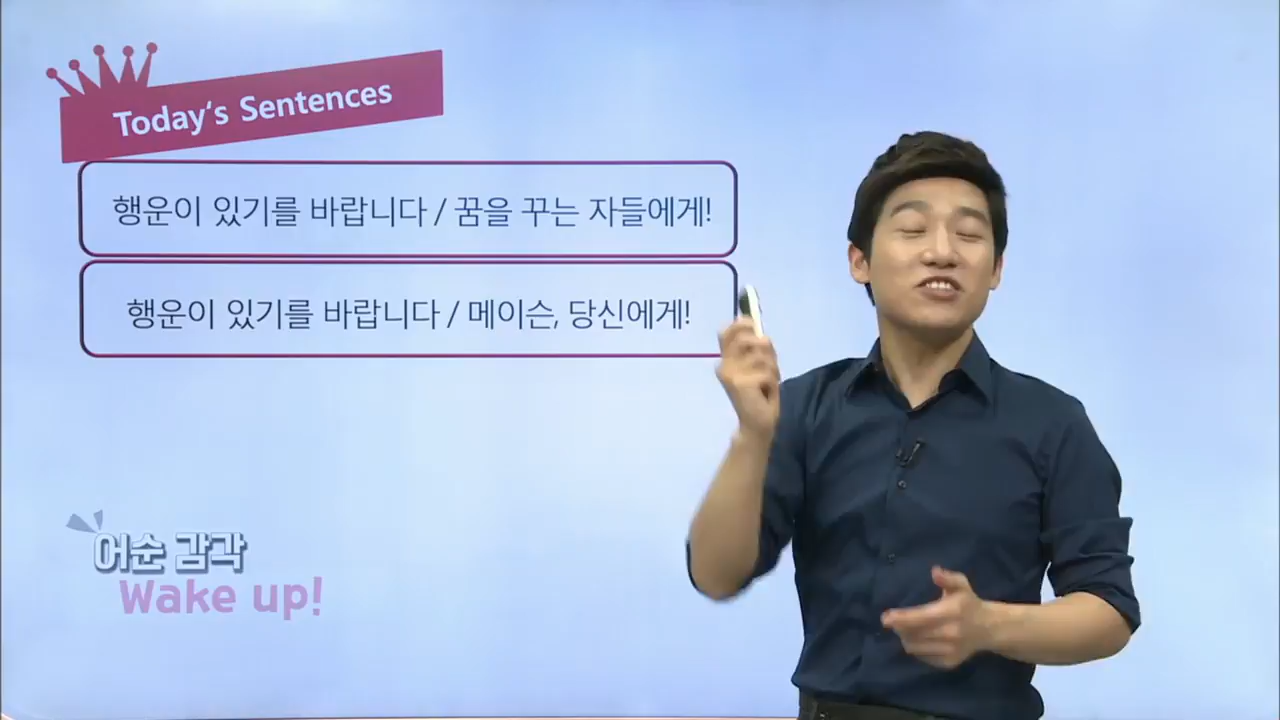 Today‘s Sentences
행운이 있기를 바랍니다 / 꿈을 꾸는 자들에게!
행운이 있기를 바랍니다 / 메이슨, 당신에게!
어순 감각
Wake up!